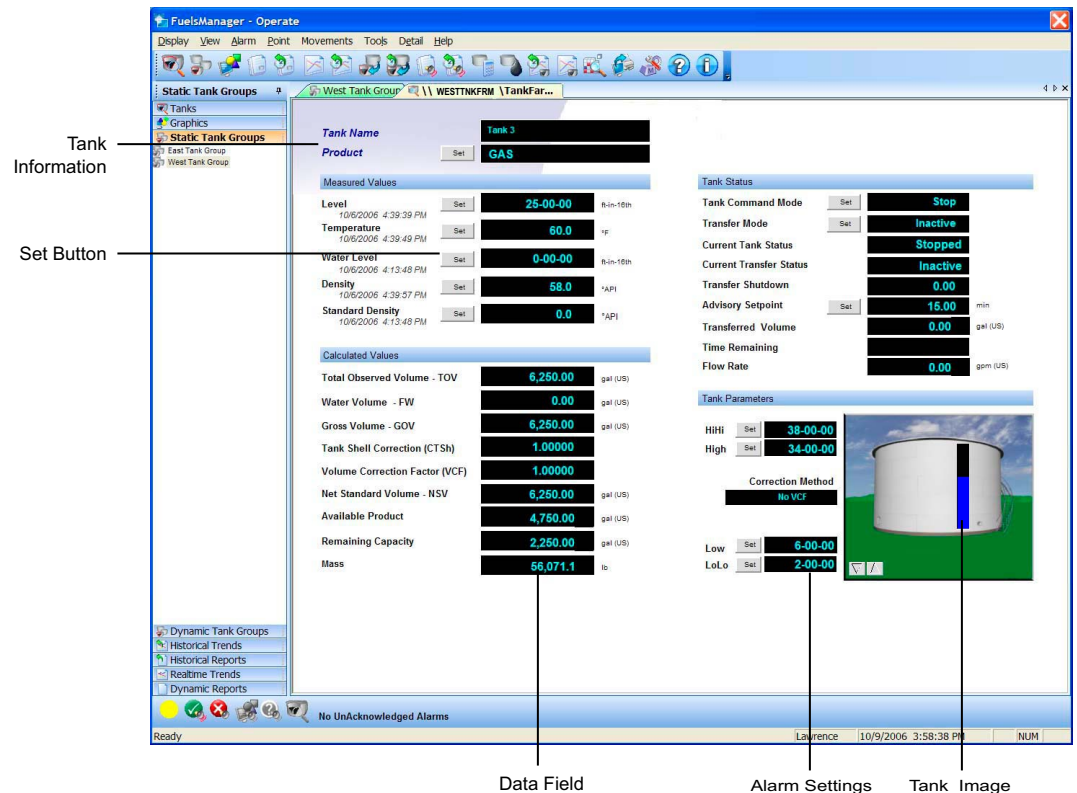 FuelsManager - Operate
Display View Alarm Point Movements Tools Detail Help
Static Tank Groups
West Tank Group
\\ WESTTNKFRM \TankFar...
Tanks
Graphics
Static Tank Groups
East Tank Group
West Tank Group
Tank Information
Set Button
Tank Name Tank 3
Product Set GAS
Measured Values
Level Set 25-00-00 ft-in-16th
10/6/2006 4:39:39 PM
Temperature Set 60.0 °F
10/6/2006 4:39:49 PM
Water Level Set 0-00-00 ft-in-16th
10/6/2006 4:13:48 PM
Density Set 58.0 °API
10/6/2006 4:39:57 PM
Standard Density Set 0.0 °API
10/6/2006 4:13:48 PM
Calculated Values
Total Observed Volume - TOV 6,250.00 gal (US)
Water Volume - FW 0.00 gal (US)
Gross Volume - GOV 6,250.00 gal (US)
Tank Shell Correction (CTSh) 1.00000
Volume Correction Factor (VCF) 1.00000
Net Standard Volume - NSV 6,250.00 gal (US)
Available Product 4,750.00 gal (US)
Remaining Capacity 2,250.00 gal (US)
Mass 56,071.1 lb
Tank Status
Tank Command Mode Set Stop
Transfer Mode Set Inactive
Current Tank Status Stopped
Current Transfer Status Inactive
Transfer Shutdown 0.00
Advisory Setpoint Set 15.00 min
Transferred Volume 0.00 gal (US)
Time Remaining
Flow Rate 0.00 gpm (US)
Tank Parameters
HiHi Set 38-00-00
High Set 34-00-00
Correction Method
No VCF
Low Set 6-00-00
LoLo Set 2-00-00
Dynamic Tank Groups
Historical Trends
Historical Reports
Realtime Trends
Dynamic Reports
No UnAcknowledged Alarms
Ready Lawrence 10/9/2006 3:58:38 PM NUM
Data Field
Alarm Settings
Tank Image